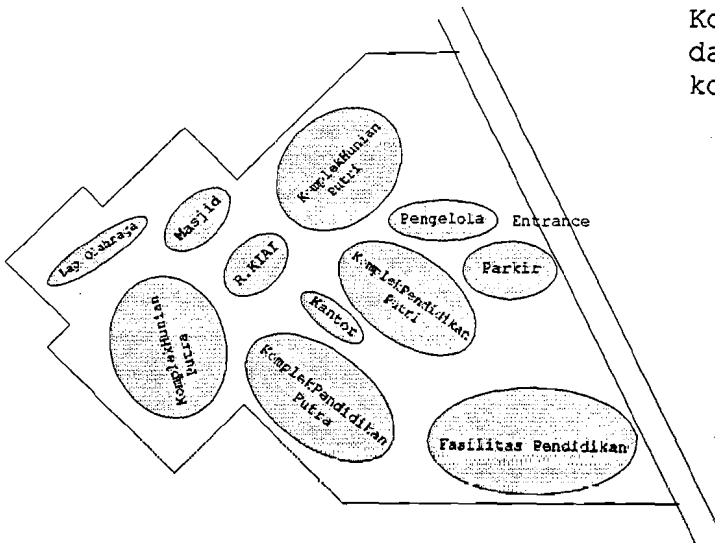 Ko
da
ko
KomplekHunian
Putri
Masjid
Pengelola
Entrance
Lap Olahraga
R.KIAI
KomplekPendidikan
Putri
Parkir
Kantor
KomplekHunian
Putra
KomplekPandidikan
Putra
Fasilitas Pendidikan